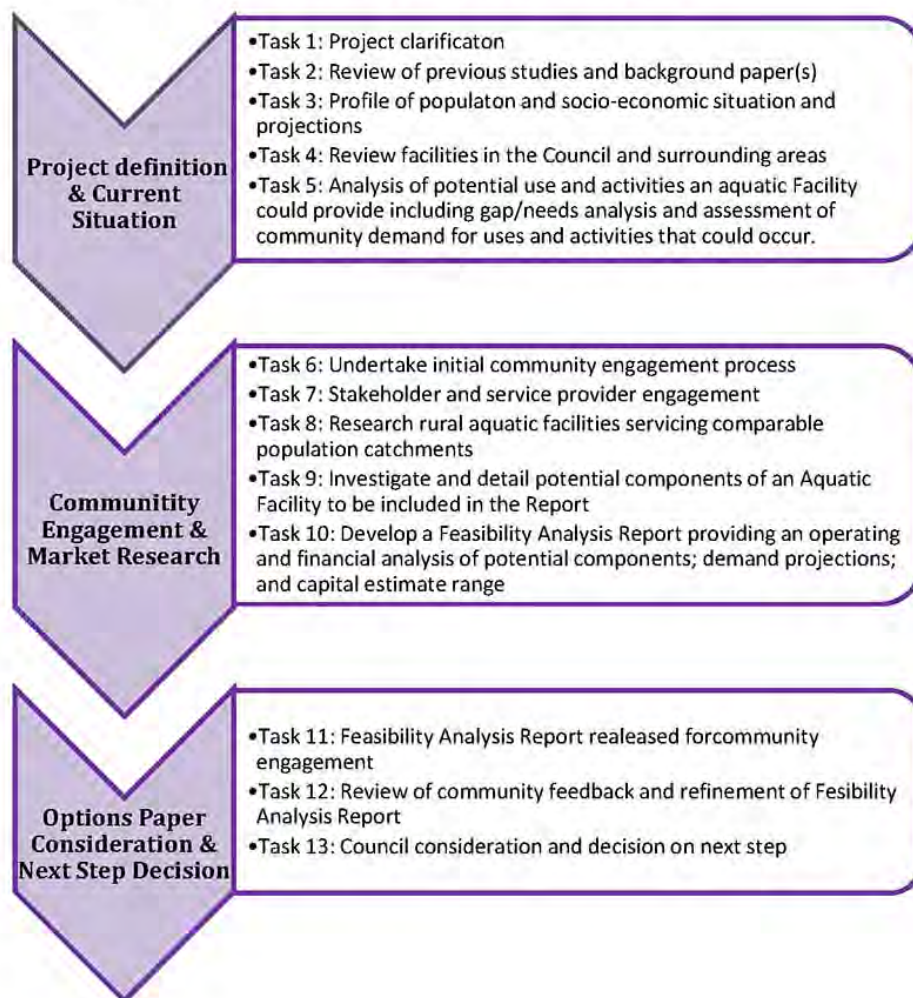 Project definition
& Current
Situation
•Task 1: Project clarificaton
•Task 2: Review of previous studies and background paper(s)
•Task 3: Profile of populaton and socio-economic situation and
projections
•Task 4: Review facilities in the Council and surrounding areas
•Task 5: Analysis of potential use and activities an aquatic Facility
could provide including gap/needs analysis and assessment of
community demand for uses and activities that could occur.
Communitity
Engagement &
Market Research
•Task 6: Undertake initial community engagement process
•Task 7: Stakeholder and service provider engagement
•Task 8: Research rural aquatic facilities servicing comparable
population catchments
•Task 9: Investigate and detail potential components of an Aquatic
Facility to be included in the Report
•Task 10: Develop a Feasibility Analysis Report providing an operating
and financial analysis of potential components; demand projections;
and capital estimate range
Options Paper
Consideration &
Next Step Decision
•Task 11: Feasibility Analysis Report realeased forcommunity
engagement
•Task 12: Review of community feedback and refinement of Fesibility
Analysis Report
•Task 13: Council consideration and decision on next step